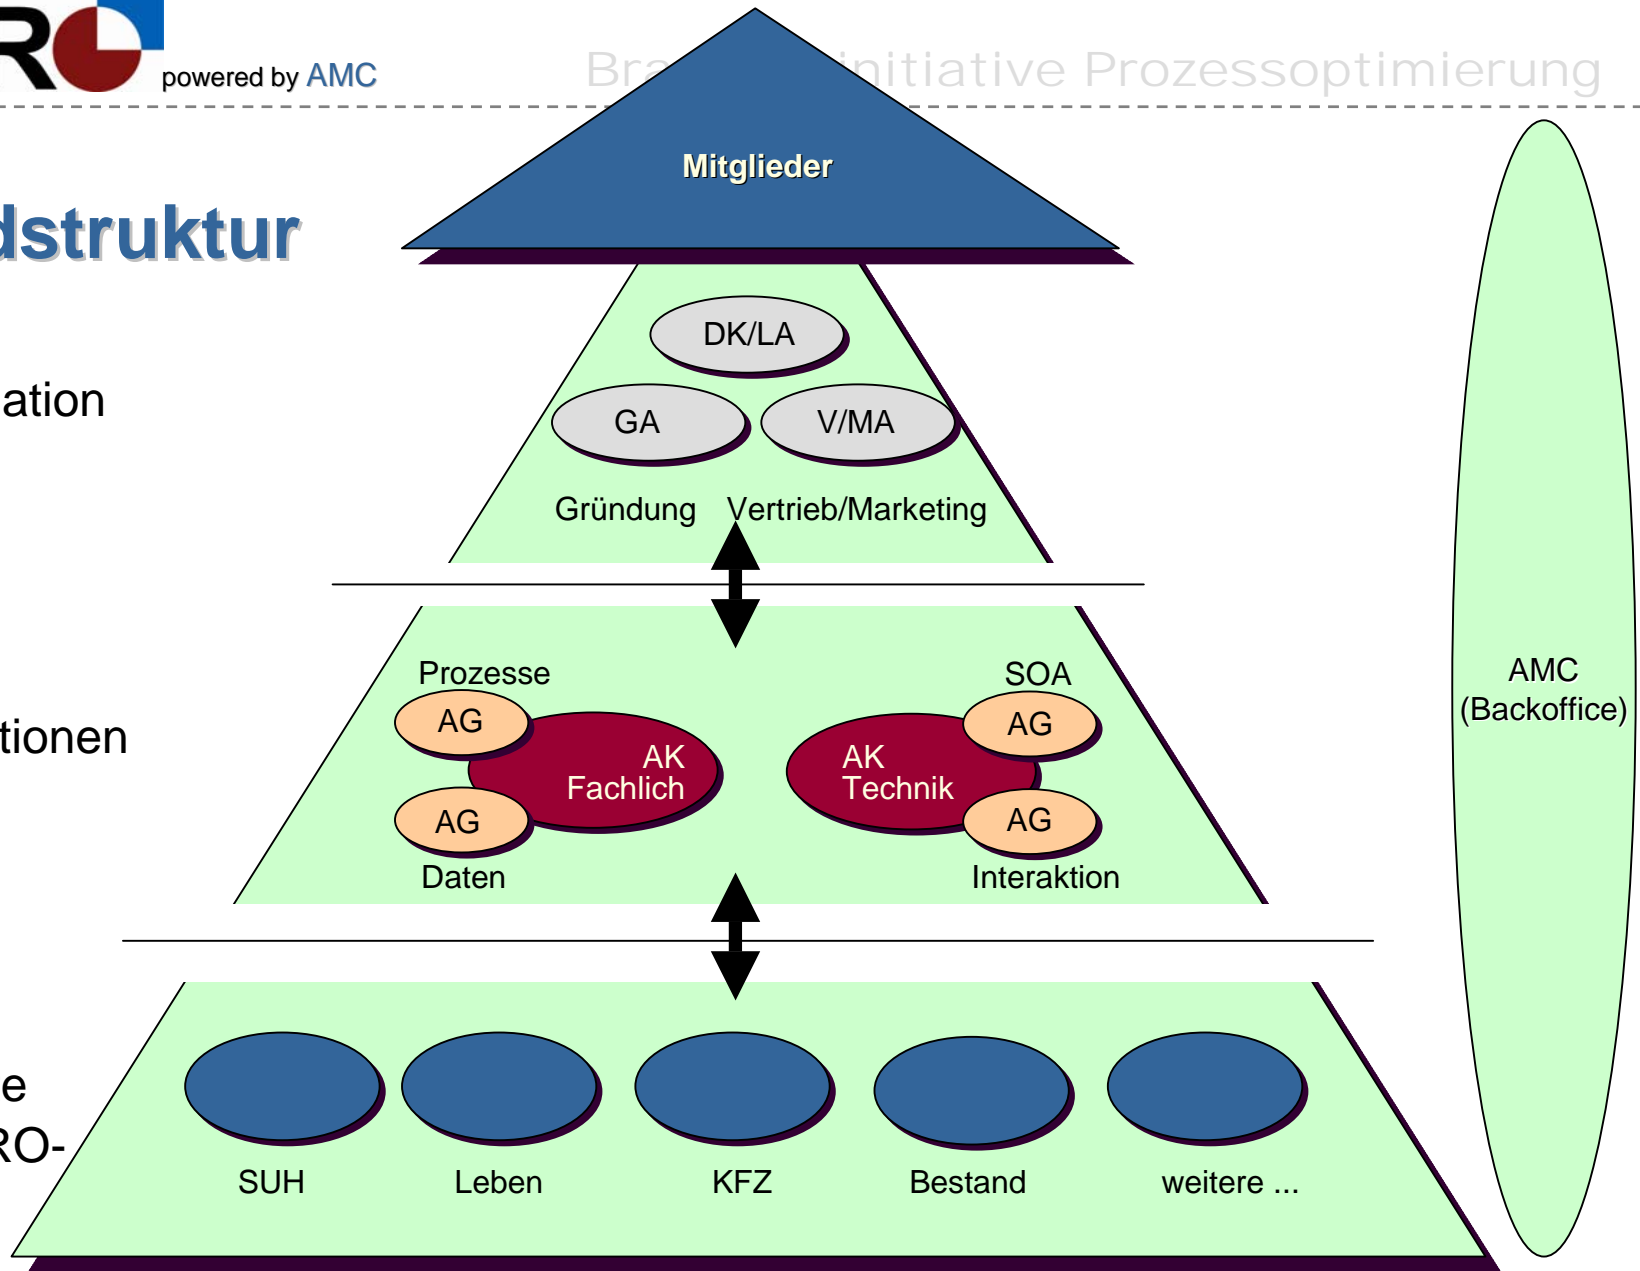 RO
powered by AMC
initiative Prozessoptimierung
Mitglieder
dstruktur
DK/LA
ation
GA
V/MA
Gründung
Vertrieb/Marketing
Prozesse
SOA
AG
AG
AMC
(Backoffice)
tionen
AK
Fachlich
AK
Technik
AG
AG
Daten
Interaktion
e
RO-
SUH
Leben
KFZ
Bestand
weitere ...